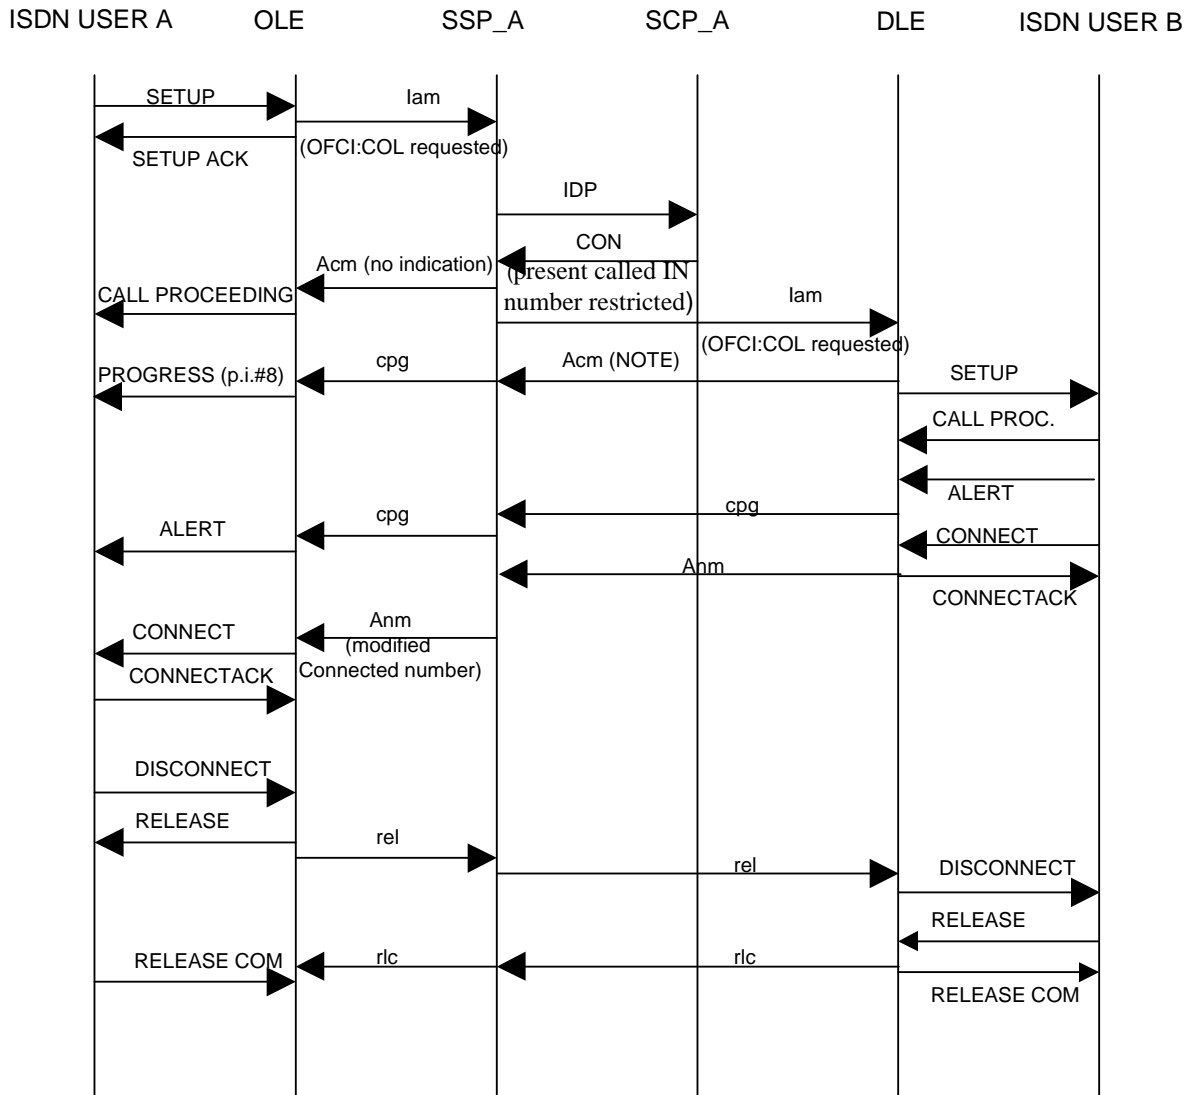 ISDN USER A OLE SSP_A SCP_A DLE ISDN USER B
SETUP Iam
SETUP ACK (OFCI:COL requested)
IDP
CON
Acm (no indication) (present called IN
CALL PROCEEDING number restricted) Iam
(OFCI:COL requested)
PROGRESS (p.i.#8) cpg Acm (NOTE) SETUP
CALL PROC.
ALERT
cpg cpg
ALERT CONNECT
Anm
CONNECTACK
Anm
CONNECT (modified
CONNECTACK Connected number)
DISCONNECT
RELEASE rel
rel DISCONNECT
RELEASE
RELEASE COM rlc rlc
RELEASE COM